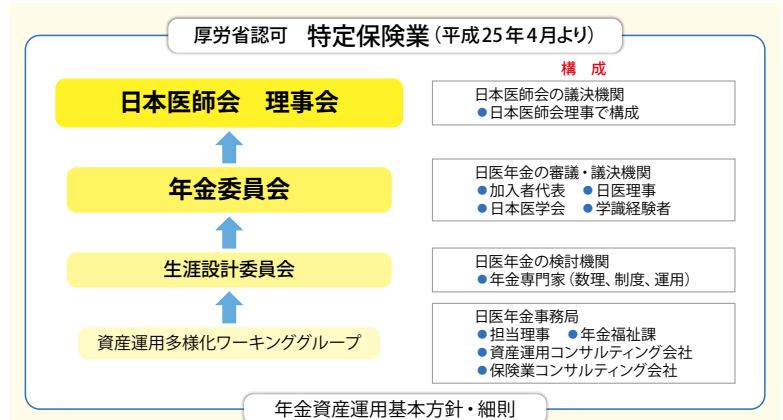 厚労省認可 特定保険業（平成25年4月より）
構 成
日本医師会 理事会
日本医師会の議決機関
●日本医師会理事で構成
年金委員会
日医年金の審議・議決機関
●加入者代表 ●日医理事
●日本医学会 ●学識経験者
生涯設計委員会
日医年金の検討機関
●年金専門家（数理、制度、運用）
資産運用多様化ワーキンググループ
日医年金事務局
●担当理事 ●年金福祉課
●資産運用コンサルティング会社
●保険業コンサルティング会社
年金資産運用基本方針・細則